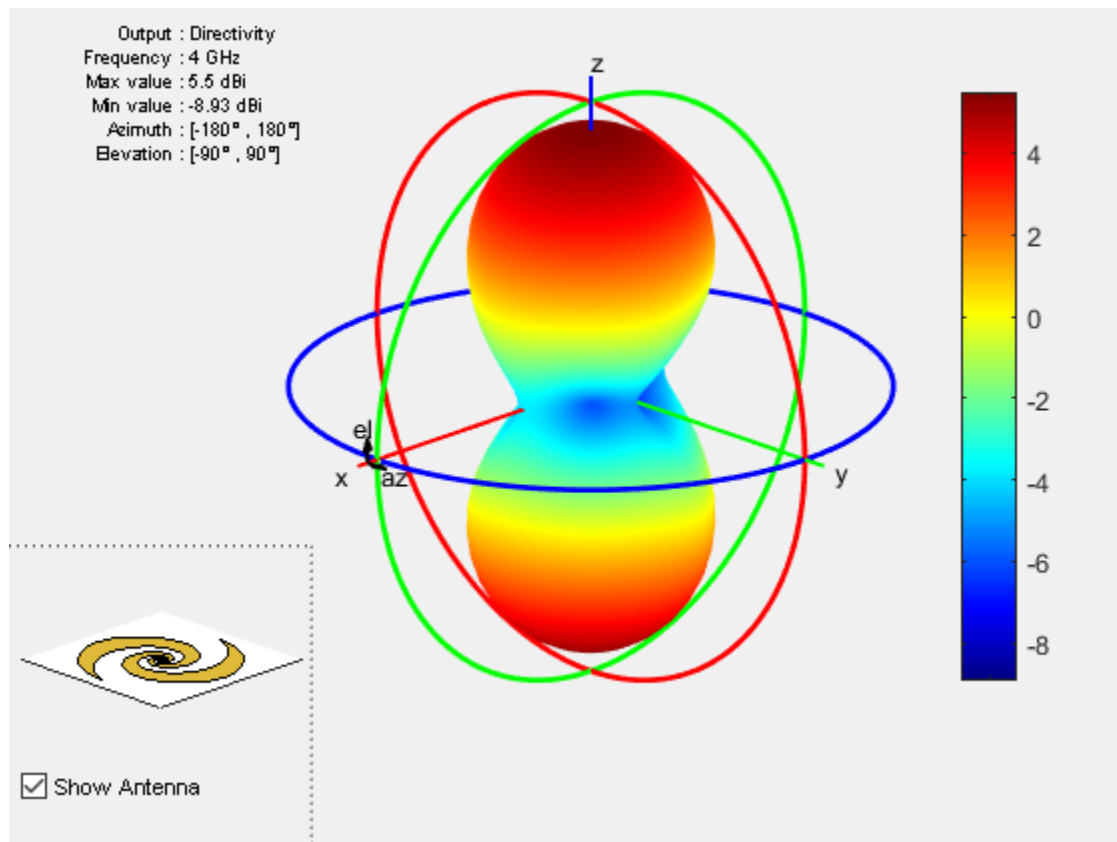 Output : Directivity
Frequency : 4 GHz
Max value : 5.5 dBi
Min value : -8.93 dBi
Azimuth : [-180° , 180°]
Elevation : [-90° , 90°]
z
4
2
0
-2
-4
-6
-8
el
x
az
y
Show Antenna